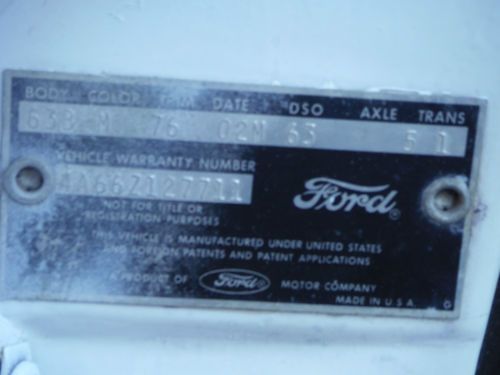 BODY COLOR TRIM DATE DSO AXLE TRANS
63B M 76 02M 63 5 1
VEHICLE WARRANTY NUMBER
4A66Z127711
NOT FOR TITLE OR
REGISTRATION PURPOSES
Ford
THIS VEHICLE IS MANUFACTURED UNDER UNITED STATES
AND FOREIGN PATENTS AND PATENT APPLICATIONS
A PRODUCT OF Ford MOTOR COMPANY
MADE IN U.S.A.